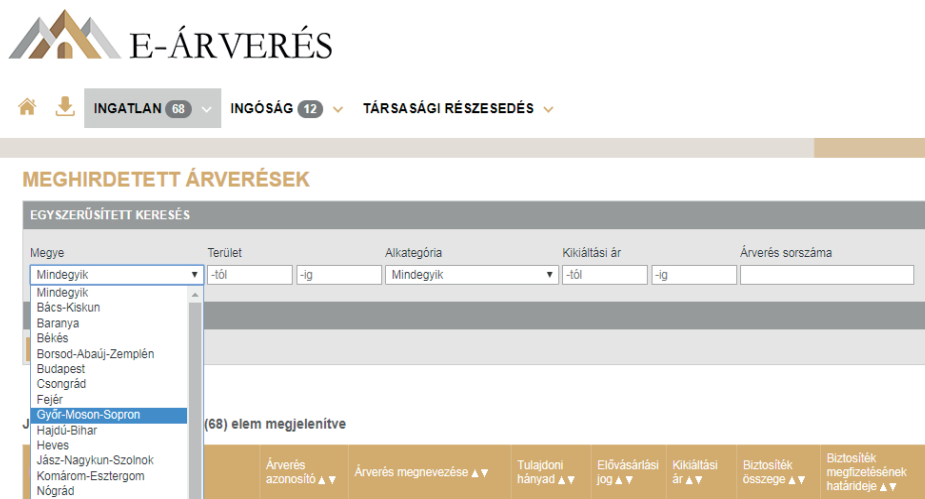 E-ÁRVERÉS
INGATLAN 68 INGÓSÁG 12 TÁRSASÁGI RÉSZESEDÉS
MEGHIRDETETT ÁRVERÉSEK
EGYSZERŰSÍTETT KERESÉS
Megye Terület Alkategória Kikiáltási ár Árverés sorszáma
Mindegyik ▼ -tól -ig Mindegyik ▼ -tól -ig
Mindegyik
Bács-Kiskun
Baranya
Békés
Borsod-Abaúj-Zemplén
Budapest
Csongrád
Fejér
Győr-Moson-Sopron
Hajdú-Bihar
Heves
Jász-Nagykun-Szolnok
Komárom-Esztergom
Nógrád
(68) elem megjelenítve
Árverés
azonosító ▲▼
Árverés megnevezése ▲▼
Tulajdoni
hányad ▲▼
Elővásárlási
jog ▲▼
Kikiáltási
ár ▲▼
Biztosíték
összege ▲▼
Biztosíték
megfizetésének
határideje ▲▼